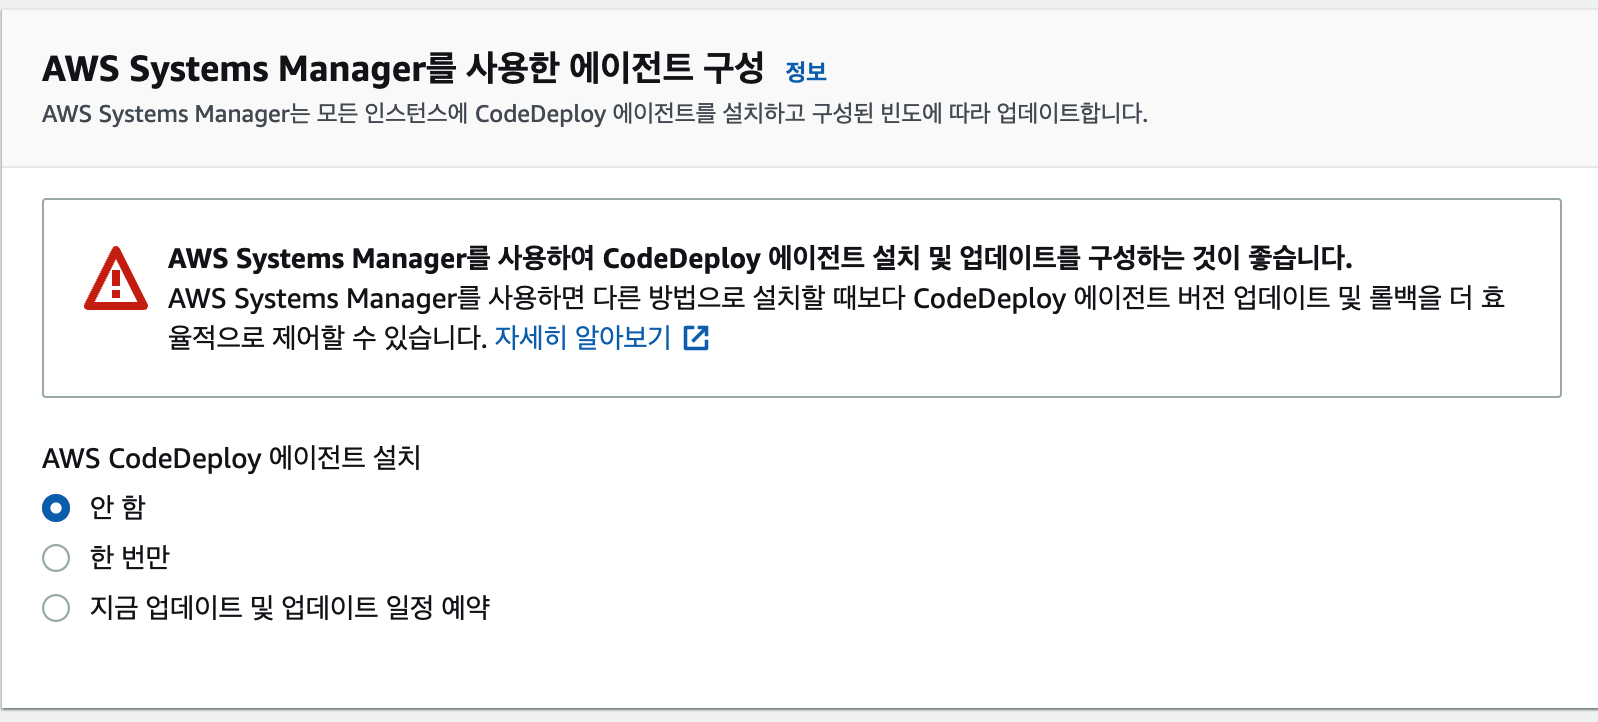 AWS Systems Manager를 사용한 에이전트 구성 정보
AWS Systems Manager는 모든 인스턴스에 CodeDeploy 에이전트를 설치하고 구성된 빈도에 따라 업데이트합니다.
AWS Systems Manager를 사용하여 CodeDeploy 에이전트 설치 및 업데이트를 구성하는 것이 좋습니다.
AWS Systems Manager를 사용하면 다른 방법으로 설치할 때보다 CodeDeploy 에이전트 버전 업데이트 및 롤백을 더 효
율적으로 제어할 수 있습니다. 자세히 알아보기
AWS CodeDeploy 에이전트 설치
안 함
한 번만
지금 업데이트 및 업데이트 일정 예약